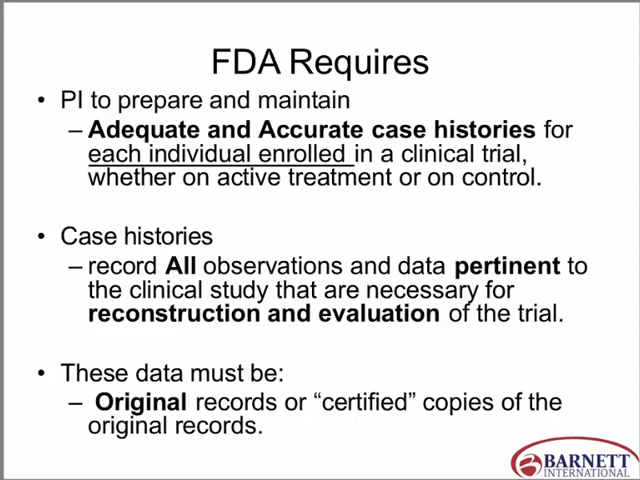 FDA Requires
• PI to prepare and maintain
– Adequate and Accurate case histories for
each individual enrolled in a clinical trial,
whether on active treatment or on control.
• Case histories
– record All observations and data pertinent to
the clinical study that are necessary for
reconstruction and evaluation of the trial.
• These data must be:
– Original records or “certified” copies of the
original records.
BARNETT
INTERNATIONAL